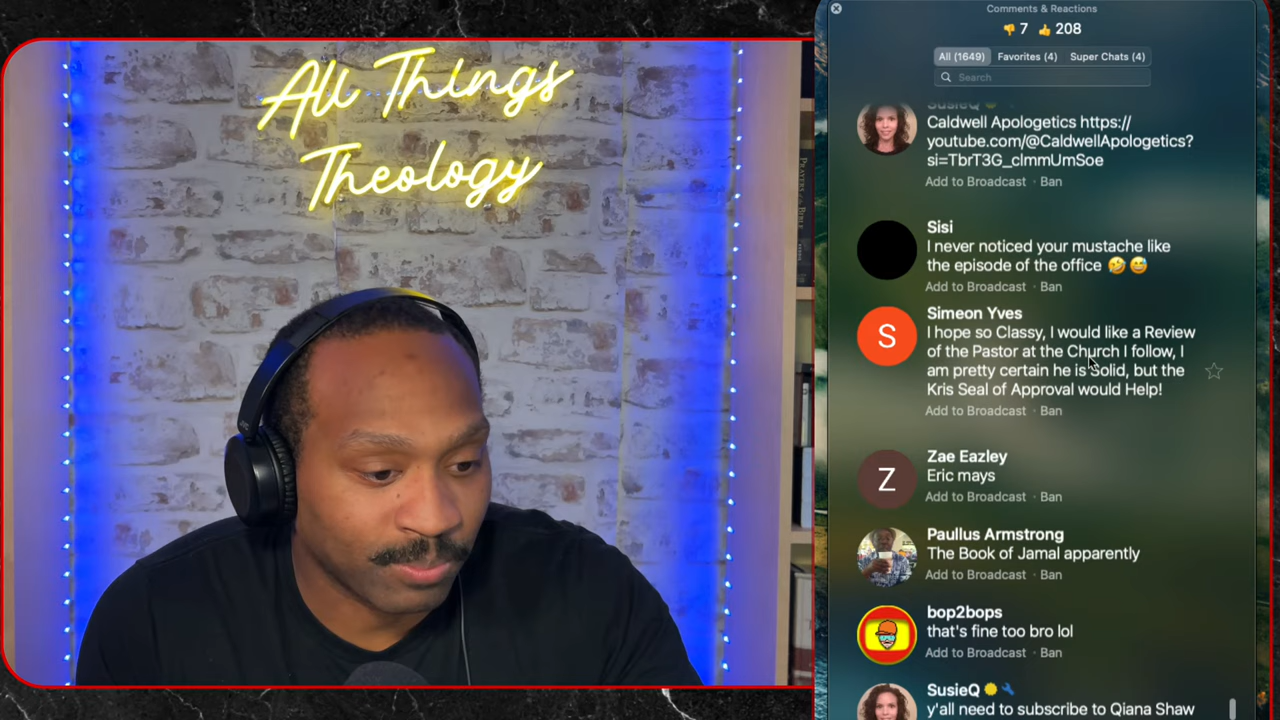 All Things
Theology
Comments & Reactions
👎 7 👍 208
All (1649) Favorites (4) Super Chats (4)
Search
SusieQ
Caldwell Apologetics https://
youtube.com/@CaldwellApologetics?
si=TbrT3G_clmmUmSoe
Add to Broadcast · Ban
Sisi
I never noticed your mustache like
the episode of the office 🤣😅
Add to Broadcast · Ban
S
Simeon Yves
I hope so Classy, I would like a Review
of the Pastor at the Church I follow, I
am pretty certain he is Solid, but the
Kris Seal of Approval would Help!
Add to Broadcast · Ban
Z
Zae Eazley
Eric mays
Add to Broadcast · Ban
Paullus Armstrong
The Book of Jamal apparently
Add to Broadcast · Ban
bop2bops
that's fine too bro lol
Add to Broadcast · Ban
SusieQ
y'all need to subscribe to Qiana Shaw